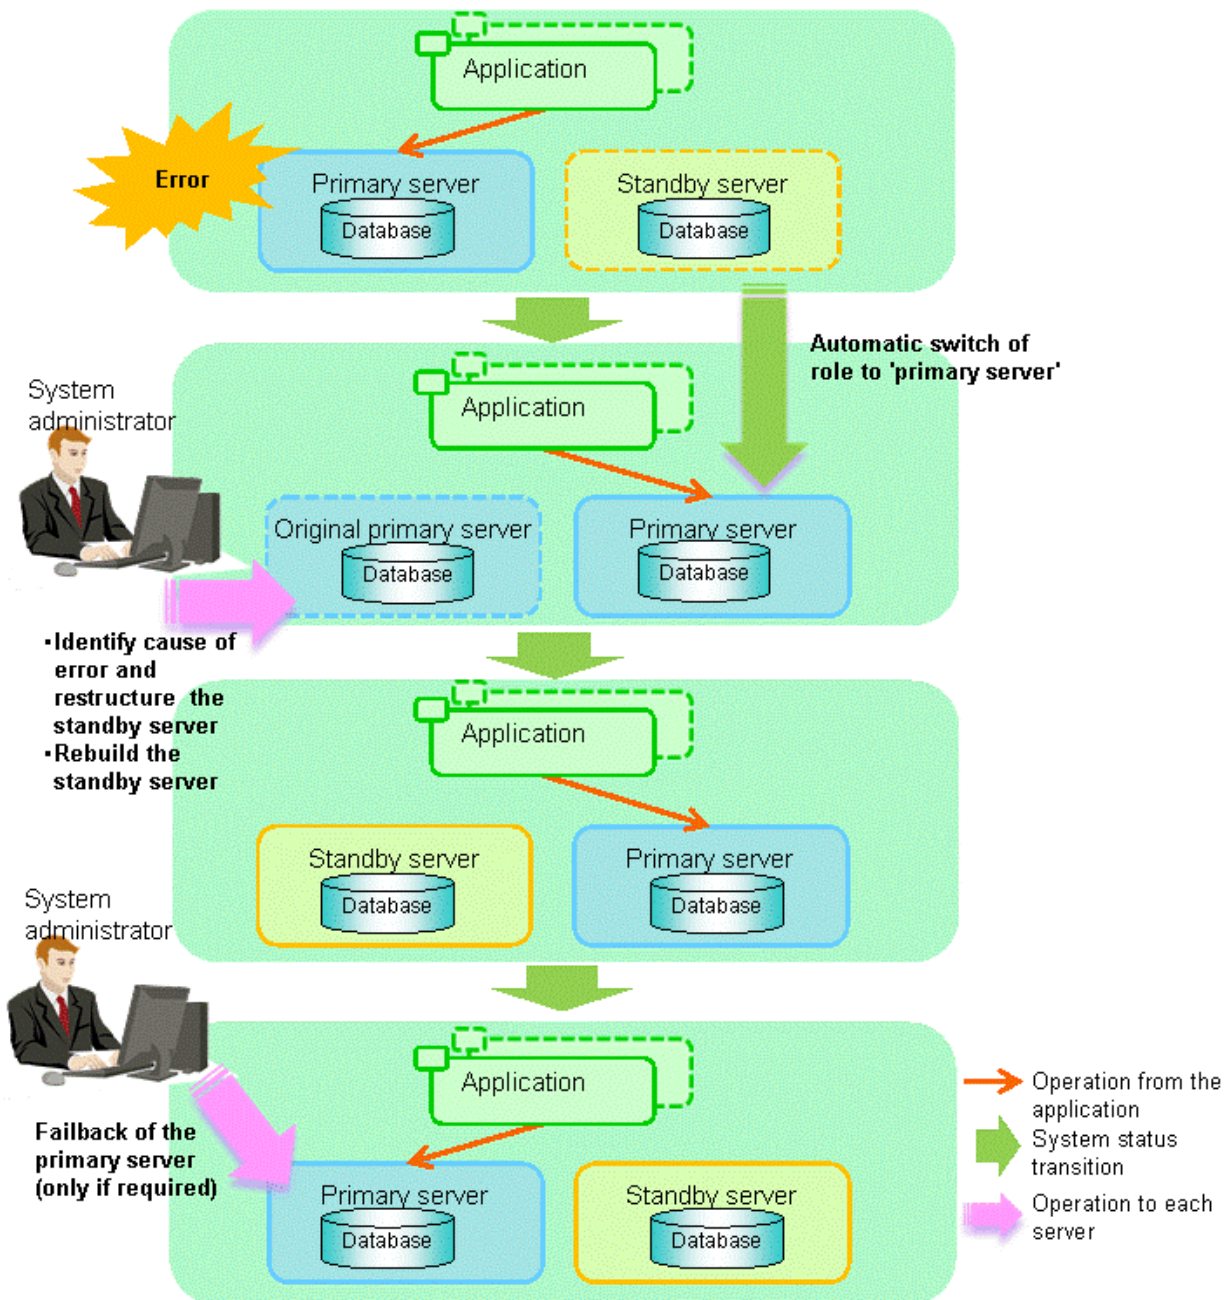 Application
Error
Primary server
Database
Standby server
Database
Automatic switch of
role to 'primary server'
System
administrator
Application
Original primary server
Database
Primary server
Database
・Identify cause of
error and
restructure the
standby server
・Rebuild the
standby server
Application
Standby server
Database
Primary server
Database
System
administrator
Application
Failback of the
primary server
(only if required)
Primary server
Database
Standby server
Database
Operation from the
application
System status
transition
Operation to each
server